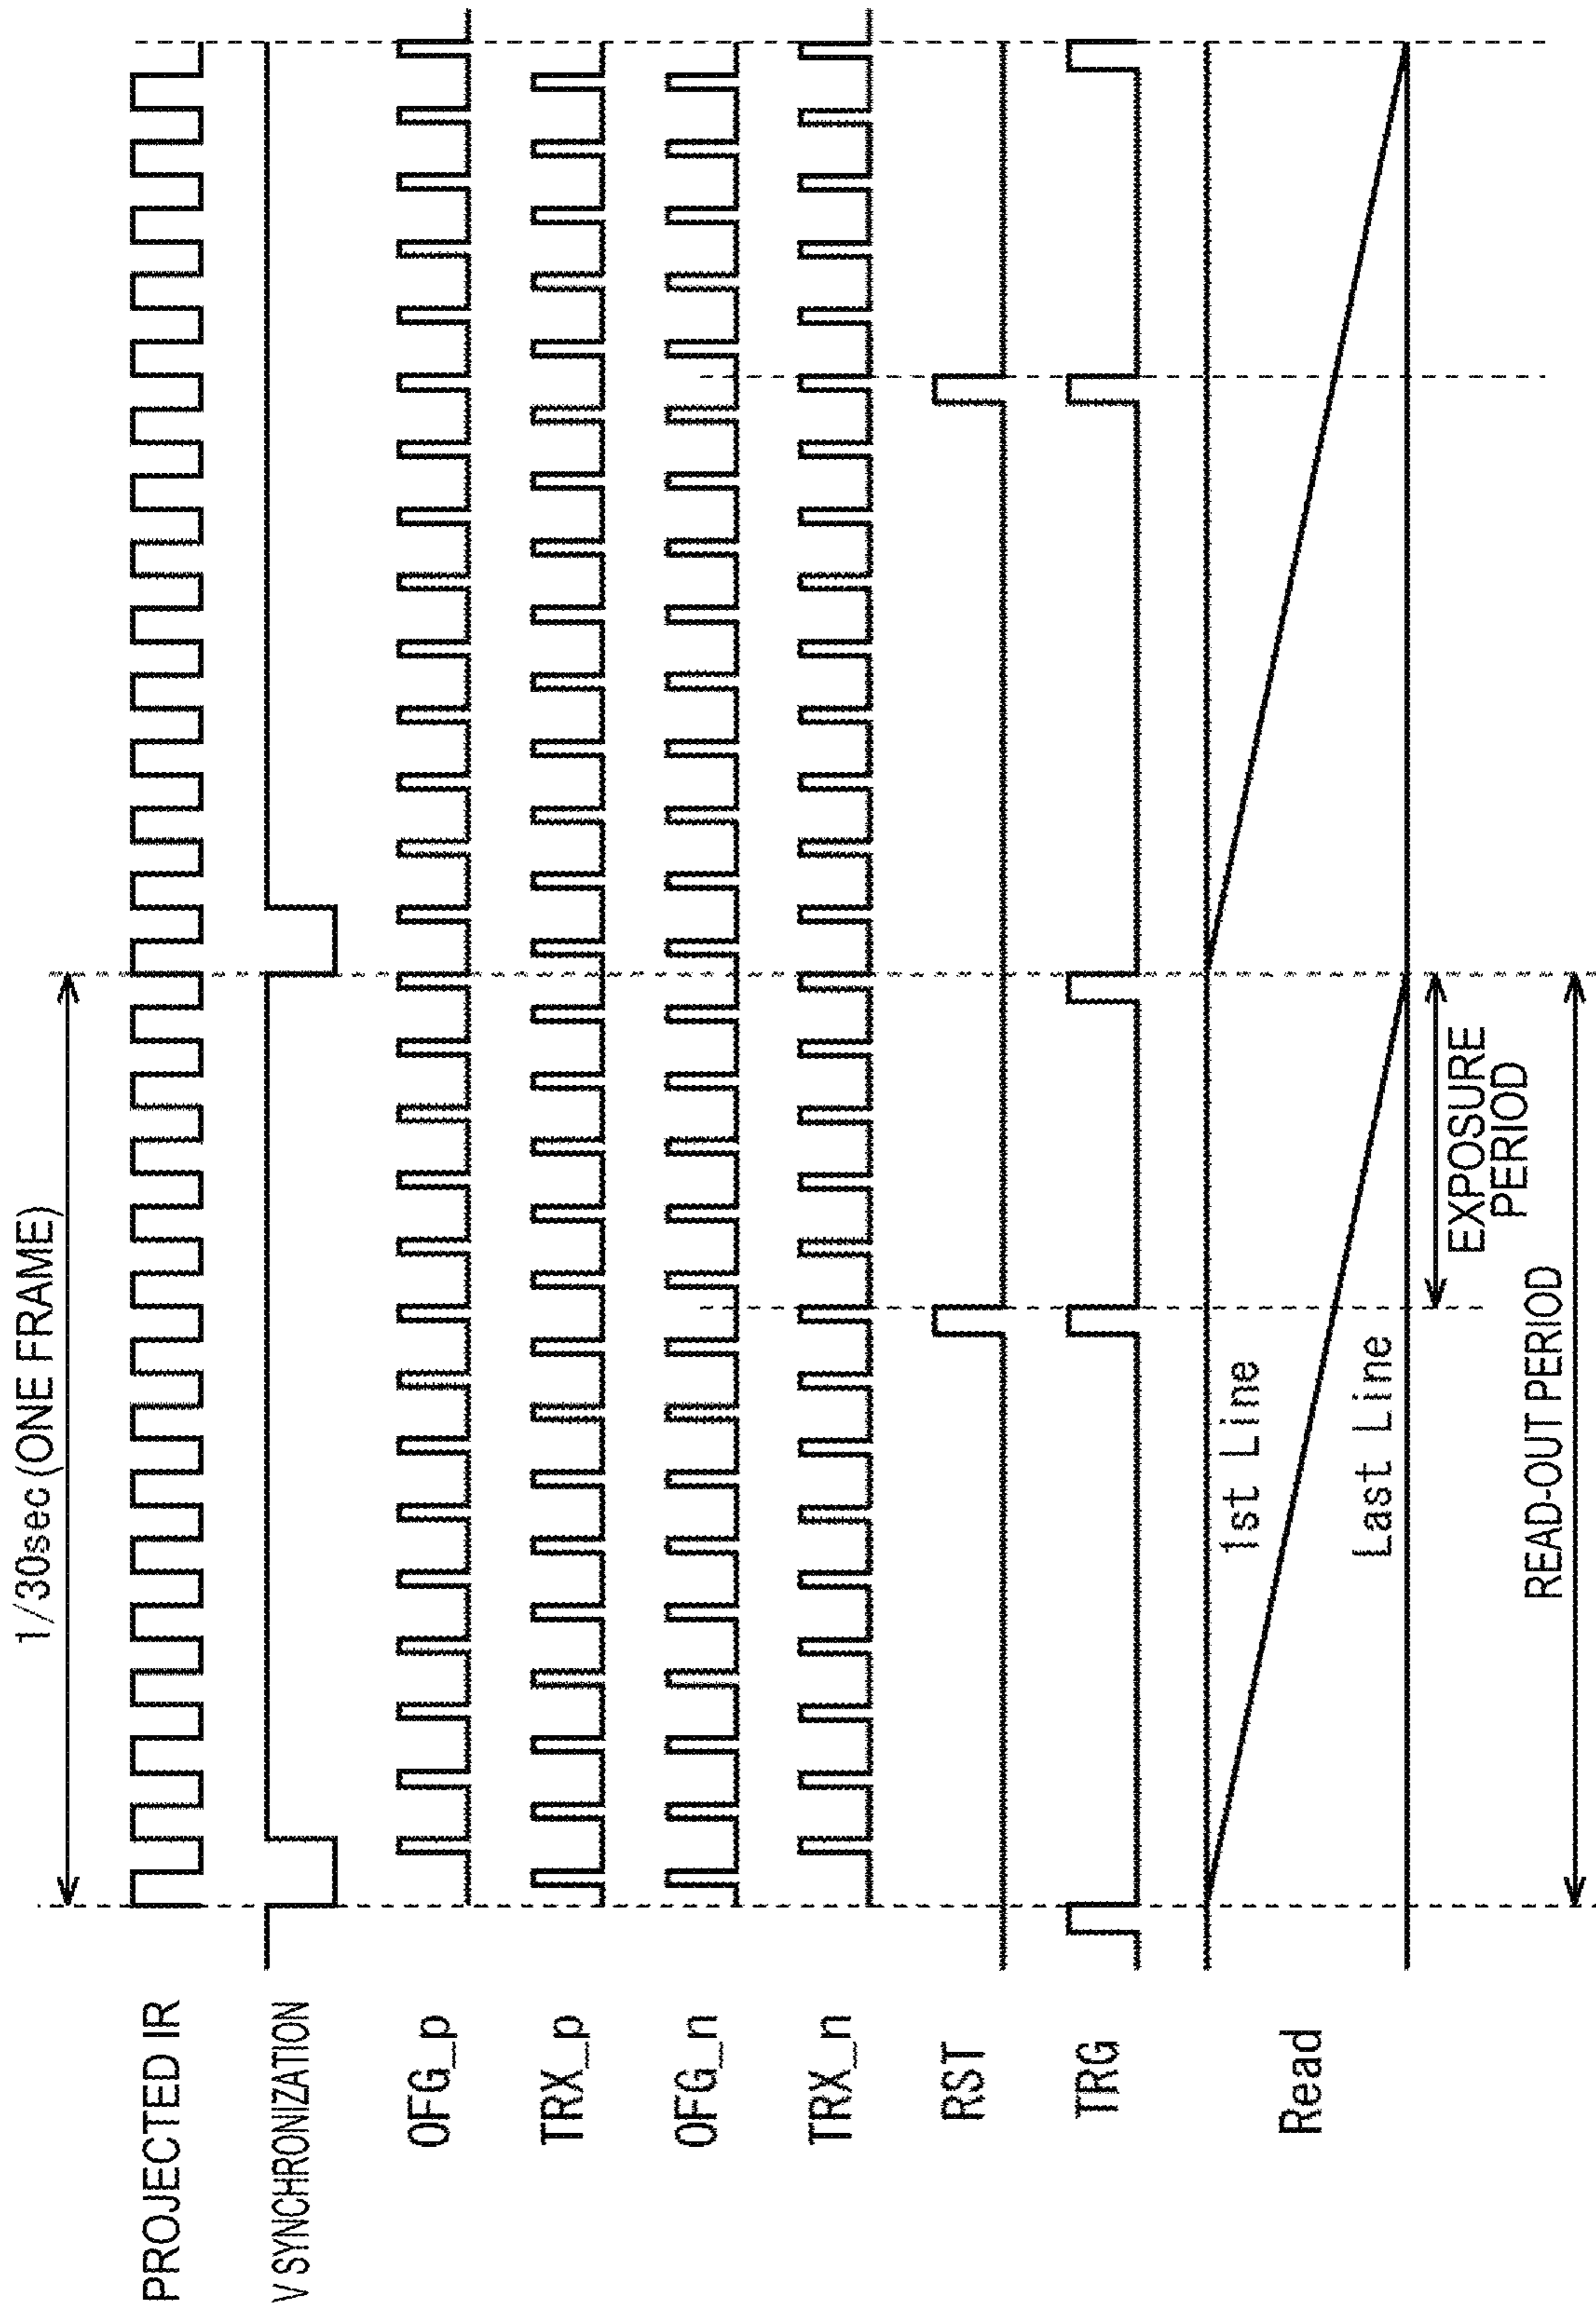 1/30sec (ONE FRAME)
PROJECTED IR
V SYNCHRONIZATION
OFG_p
TRX_p
OFG_n
TRX_n
RST
TRG
Read
1st Line
Last Line
EXPOSURE
PERIOD
READ-OUT PERIOD